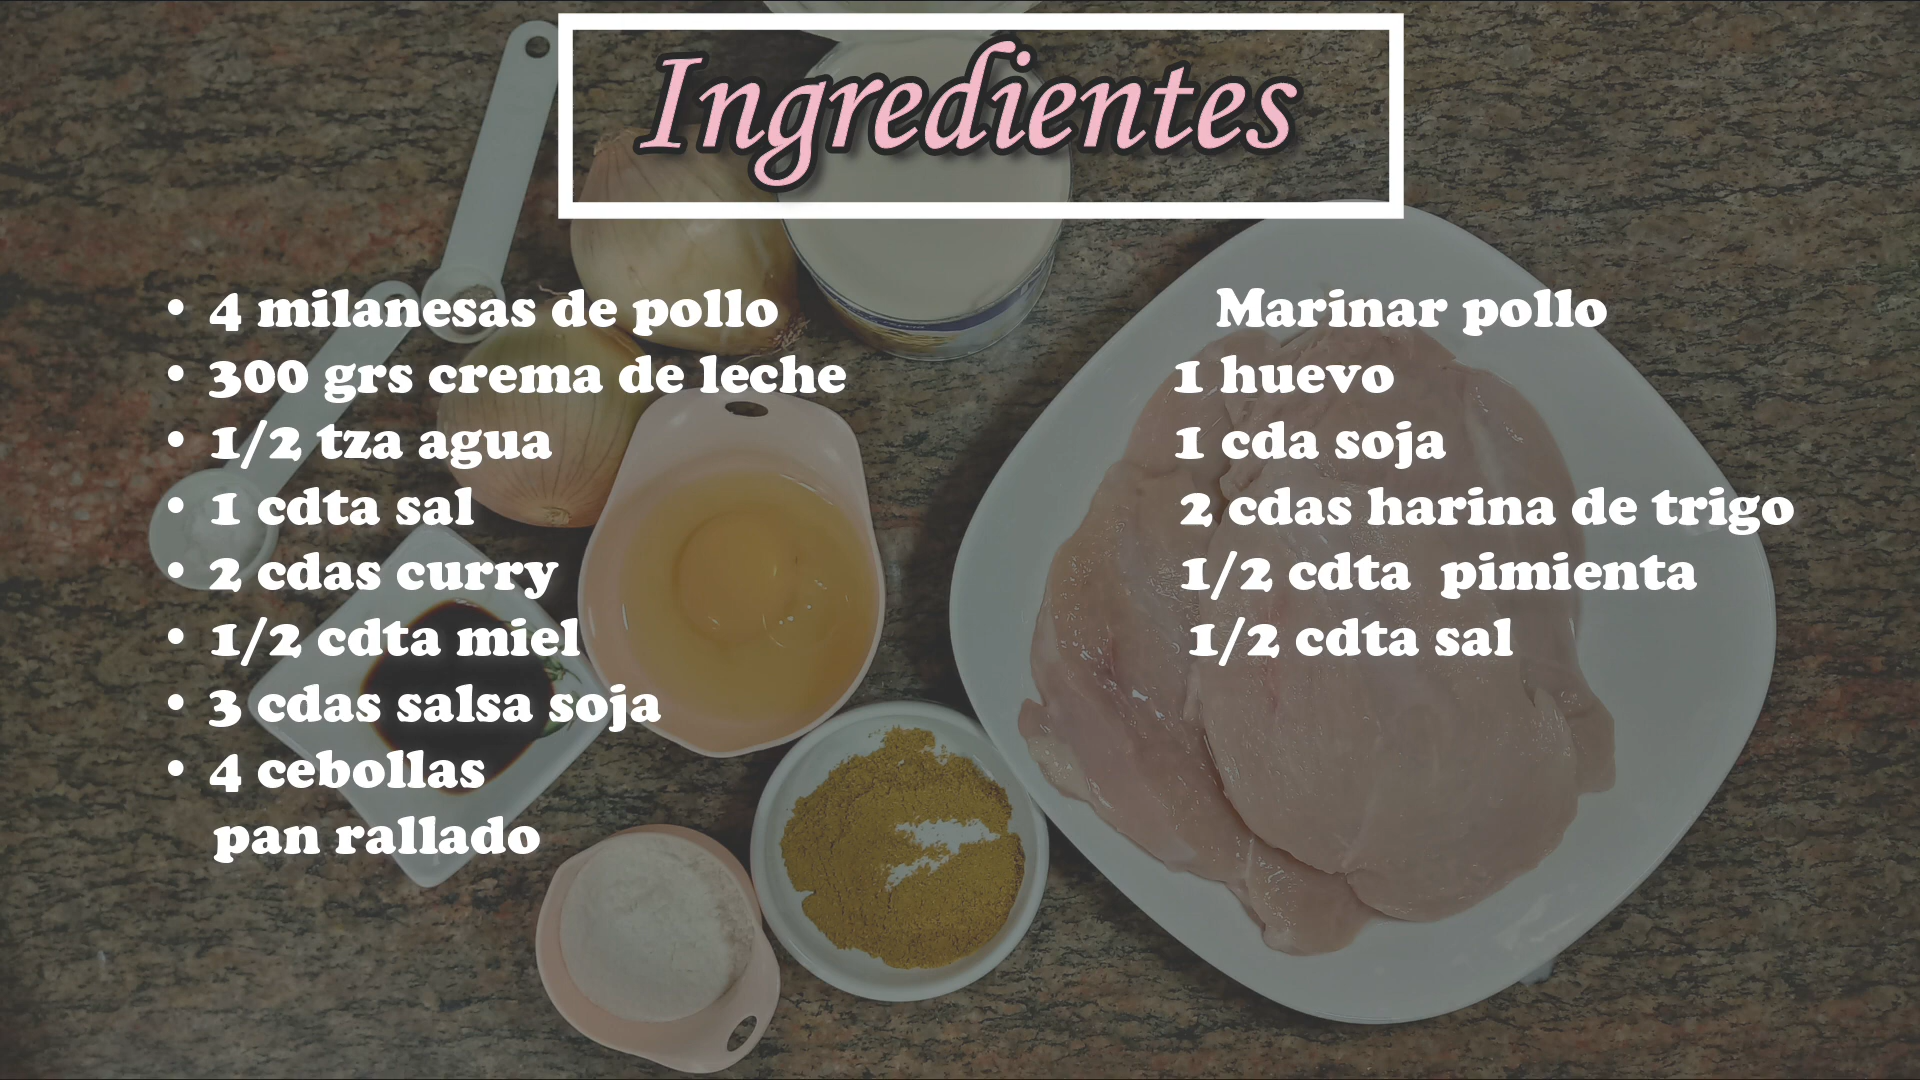 Ingredientes
• 4 milanesas de pollo
• 300 grs crema de leche
• 1/2 tza agua
• 1 cdta sal
• 2 cdas curry
• 1/2 cdta miel
• 3 cdas salsa soja
• 4 cebollas
pan rallado
Marinar pollo
1 huevo
1 cda soja
2 cdas harina de trigo
1/2 cdta pimienta
1/2 cdta sal